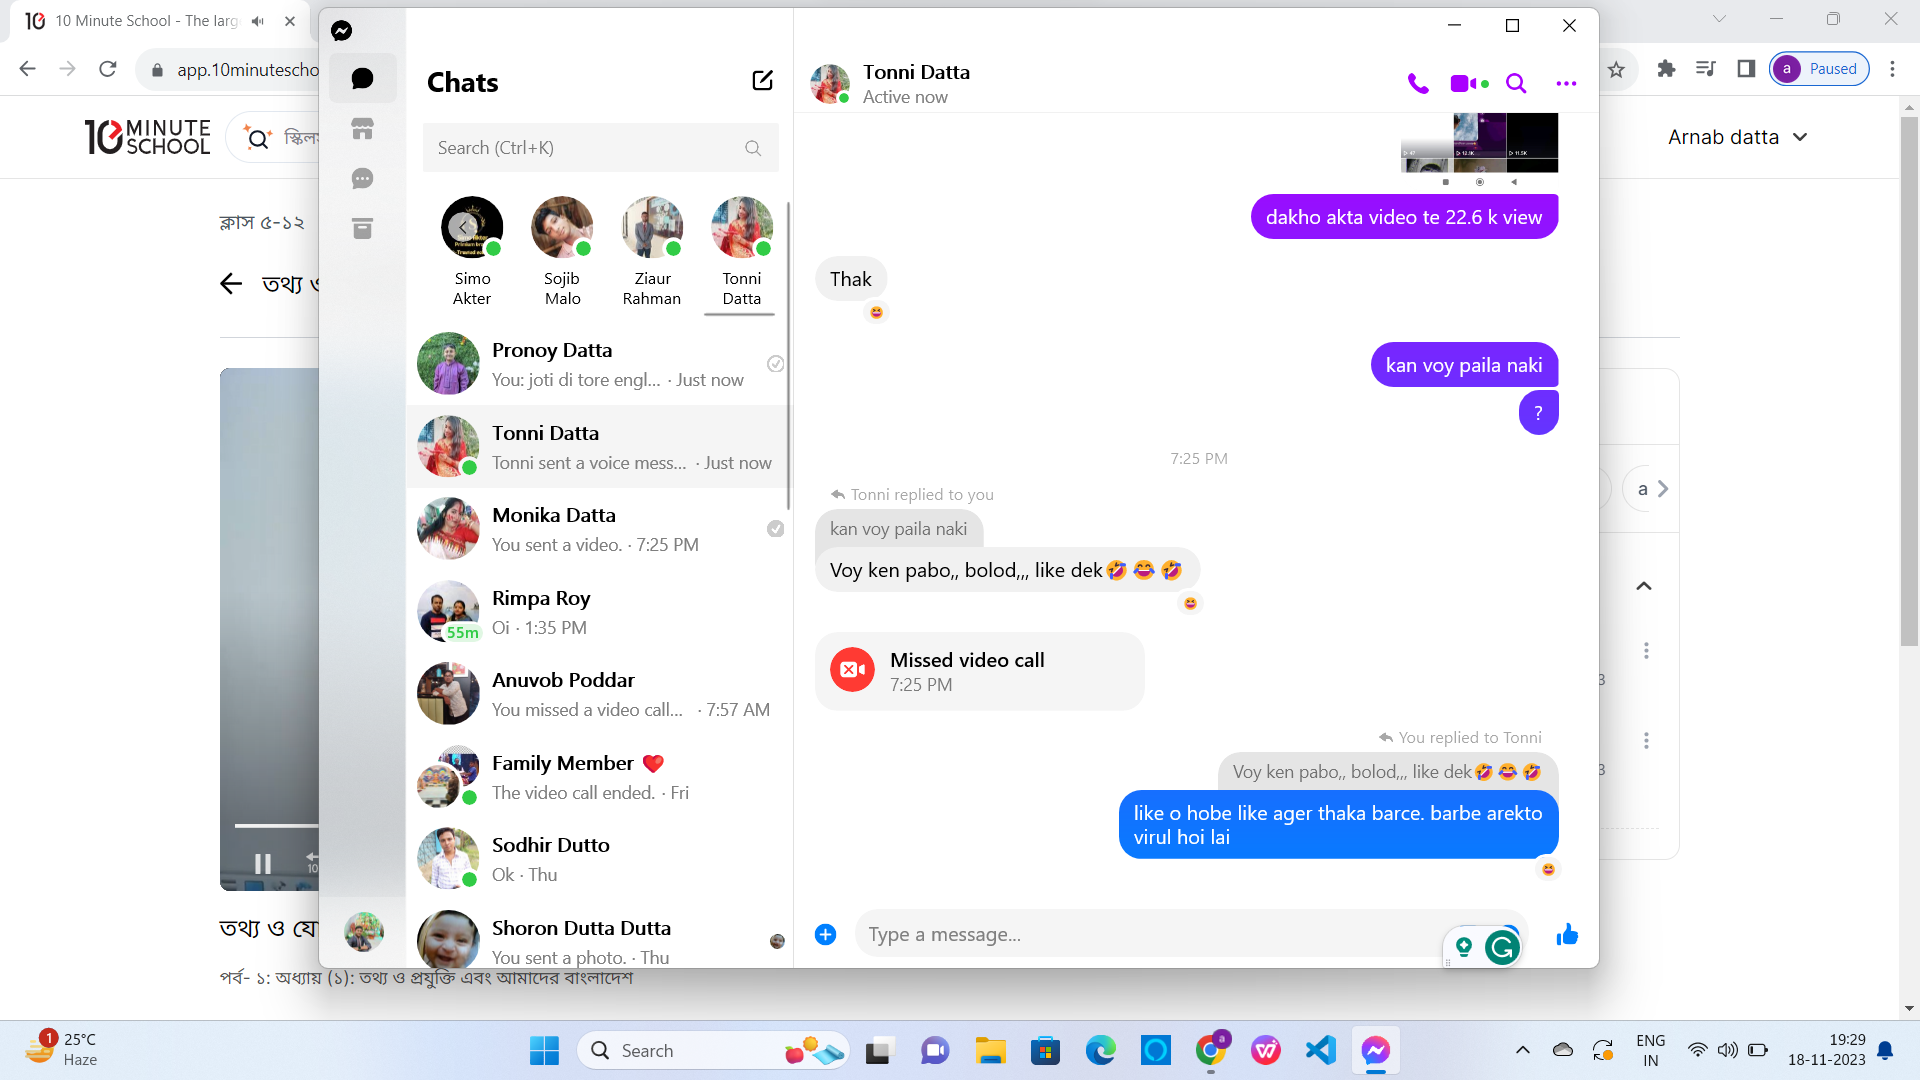 10 Minute School - The larg
app.10minutescho
Paused
10 MINUTE
SCHOOL
Arnab datta
ক্লাস ৫-১২
Chats
Search (Ctrl+K)
Simo
Akter
Sojib
Malo
Ziaur
Rahman
Tonni
Datta
Pronoy Datta
You: joti di tore engl... · Just now
Tonni Datta
Tonni sent a voice mess... · Just now
Monika Datta
You sent a video. · 7:25 PM
Rimpa Roy
55m
Oi · 1:35 PM
Anuvob Poddar
You missed a video call... · 7:57 AM
Family Member ❤️
The video call ended. · Fri
Sodhir Dutto
Ok · Thu
Shoron Dutta Dutta
You sent a photo. · Thu
Tonni Datta
Active now
dakho akta video te 22.6 k view
Thak
😆
kan voy paila naki
?
7:25 PM
Tonni replied to you
kan voy paila naki
Voy ken pabo,, bolod,,, like dek🤣😂🤣
😆
Missed video call
7:25 PM
You replied to Tonni
Voy ken pabo,, bolod,,, like dek🤣😂🤣
like o hobe like ager thaka barce. barbe arekto
virul hoi lai
😆
Type a message...
a
পর্ব- ১: অধ্যায় (১): তথ্য ও প্রযুক্তি এবং আমাদের বাংলাদেশ
1
25°C
Haze
Search
ENG
IN
19:29
18-11-2023